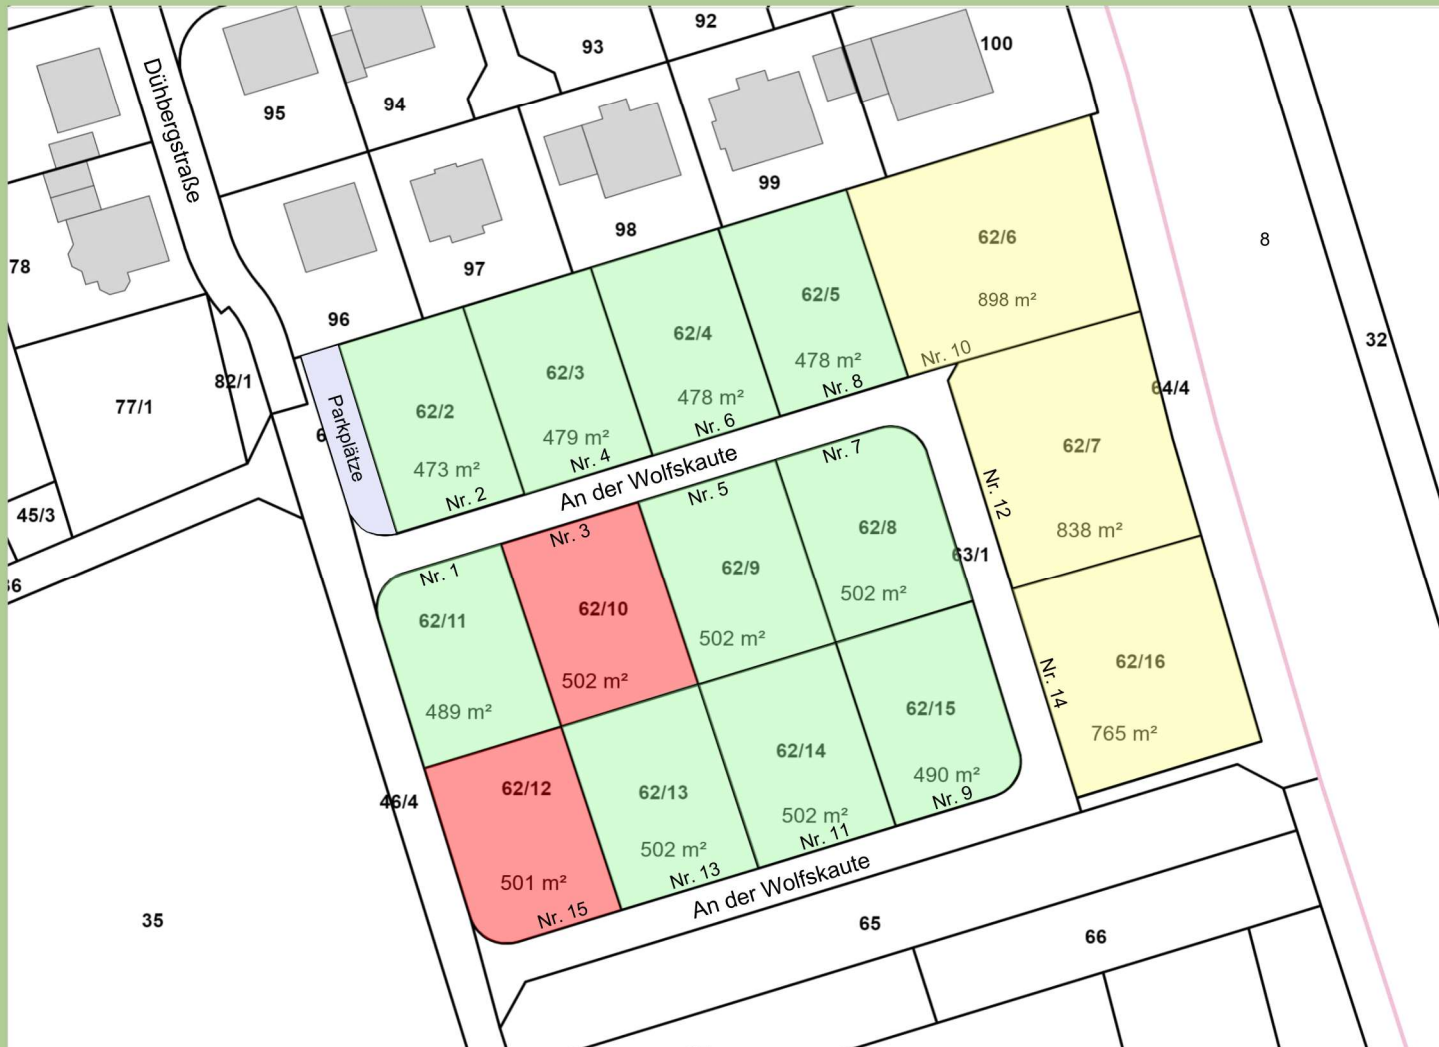 92
93
100
Dühbergstraße
95
94
99
98
97
78
96
62/6
898 m²
Nr. 10
8
32
62/5
478 m²
Nr. 8
62/4
478 m²
Nr. 6
62/3
479 m²
Nr. 4
62/2
473 m²
Nr. 2
Parkplätze
82/1
77/1
64/4
45/3
An der Wolfskaute
62/7
838 m²
Nr. 12
63/1
Nr. 7
62/8
502 m²
Nr. 5
62/9
502 m²
Nr. 3
62/10
502 m²
Nr. 1
62/11
489 m²
62/16
765 m²
Nr. 14
62/15
490 m²
Nr. 9
62/14
502 m²
Nr. 11
62/13
502 m²
Nr. 13
62/12
501 m²
Nr. 15
46/4
An der Wolfskaute
35
65
66